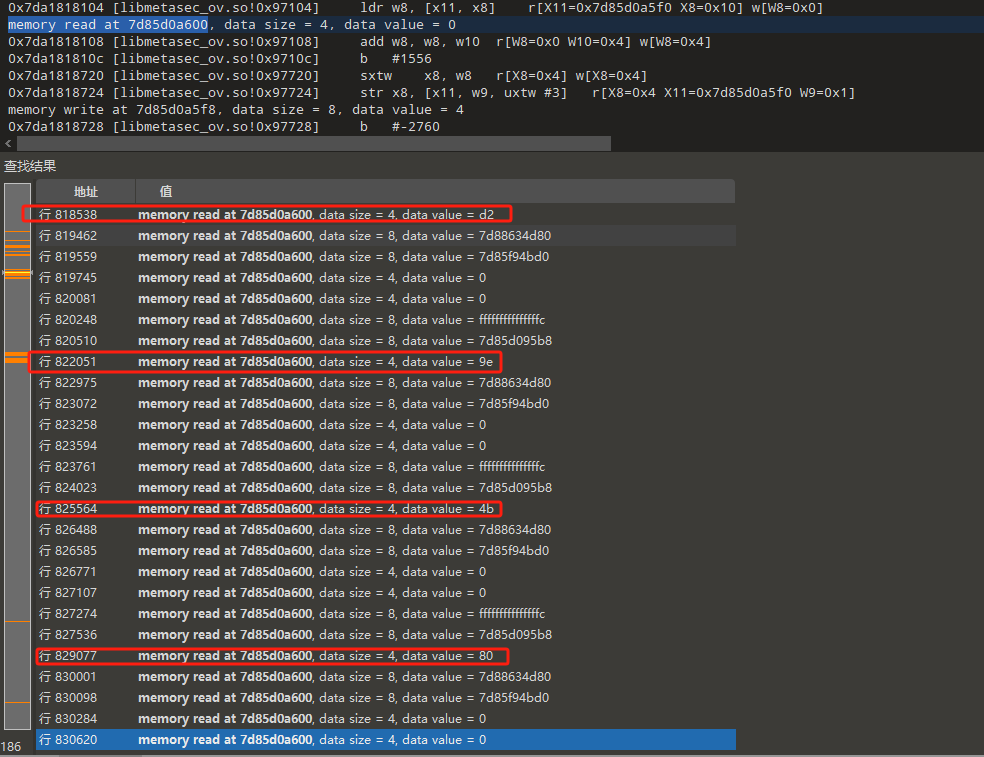 0x7da1818104 [libmetasec_ov.so!0x97104]     ldr w8, [x11, x8]    r[X11=0x7d85d0a5f0 X8=0x10] w[W8=0x0]
memory read at 7d85d0a600, data size = 4, data value = 0
0x7da1818108 [libmetasec_ov.so!0x97108]     add w8, w8, w10  r[W8=0x0 W10=0x4] w[W8=0x4]
0x7da181810c [libmetasec_ov.so!0x9710c]     b   #1556
0x7da1818720 [libmetasec_ov.so!0x97720]     sxtw    x8, w8   r[X8=0x4] w[X8=0x4]
0x7da1818724 [libmetasec_ov.so!0x97724]     str x8, [x11, w9, uxtw #3]   r[X8=0x4 X11=0x7d85d0a5f0 W9=0x1]
memory write at 7d85d0a5f8, data size = 8, data value = 4
0x7da1818728 [libmetasec_ov.so!0x97728]     b   #-2760
查找结果
地址 值
行 818538 memory read at 7d85d0a600, data size = 4, data value = d2
行 819462 memory read at 7d85d0a600, data size = 8, data value = 7d88634d80
行 819559 memory read at 7d85d0a600, data size = 8, data value = 7d85f94bd0
行 819745 memory read at 7d85d0a600, data size = 4, data value = 0
行 820081 memory read at 7d85d0a600, data size = 4, data value = 0
行 820248 memory read at 7d85d0a600, data size = 8, data value = fffffffffffffffc
行 820510 memory read at 7d85d0a600, data size = 8, data value = 7d85d095b8
行 822051 memory read at 7d85d0a600, data size = 4, data value = 9e
行 822975 memory read at 7d85d0a600, data size = 8, data value = 7d88634d80
行 823072 memory read at 7d85d0a600, data size = 8, data value = 7d85f94bd0
行 823258 memory read at 7d85d0a600, data size = 4, data value = 0
行 823594 memory read at 7d85d0a600, data size = 4, data value = 0
行 823761 memory read at 7d85d0a600, data size = 8, data value = fffffffffffffffc
行 824023 memory read at 7d85d0a600, data size = 8, data value = 7d85d095b8
行 825564 memory read at 7d85d0a600, data size = 4, data value = 4b
行 826488 memory read at 7d85d0a600, data size = 8, data value = 7d88634d80
行 826585 memory read at 7d85d0a600, data size = 8, data value = 7d85f94bd0
行 826771 memory read at 7d85d0a600, data size = 4, data value = 0
行 827107 memory read at 7d85d0a600, data size = 4, data value = 0
行 827274 memory read at 7d85d0a600, data size = 8, data value = fffffffffffffffc
行 827536 memory read at 7d85d0a600, data size = 8, data value = 7d85d095b8
行 829077 memory read at 7d85d0a600, data size = 4, data value = 80
行 830001 memory read at 7d85d0a600, data size = 8, data value = 7d88634d80
行 830098 memory read at 7d85d0a600, data size = 8, data value = 7d85f94bd0
行 830284 memory read at 7d85d0a600, data size = 4, data value = 0
行 830620 memory read at 7d85d0a600, data size = 4, data value = 0
186